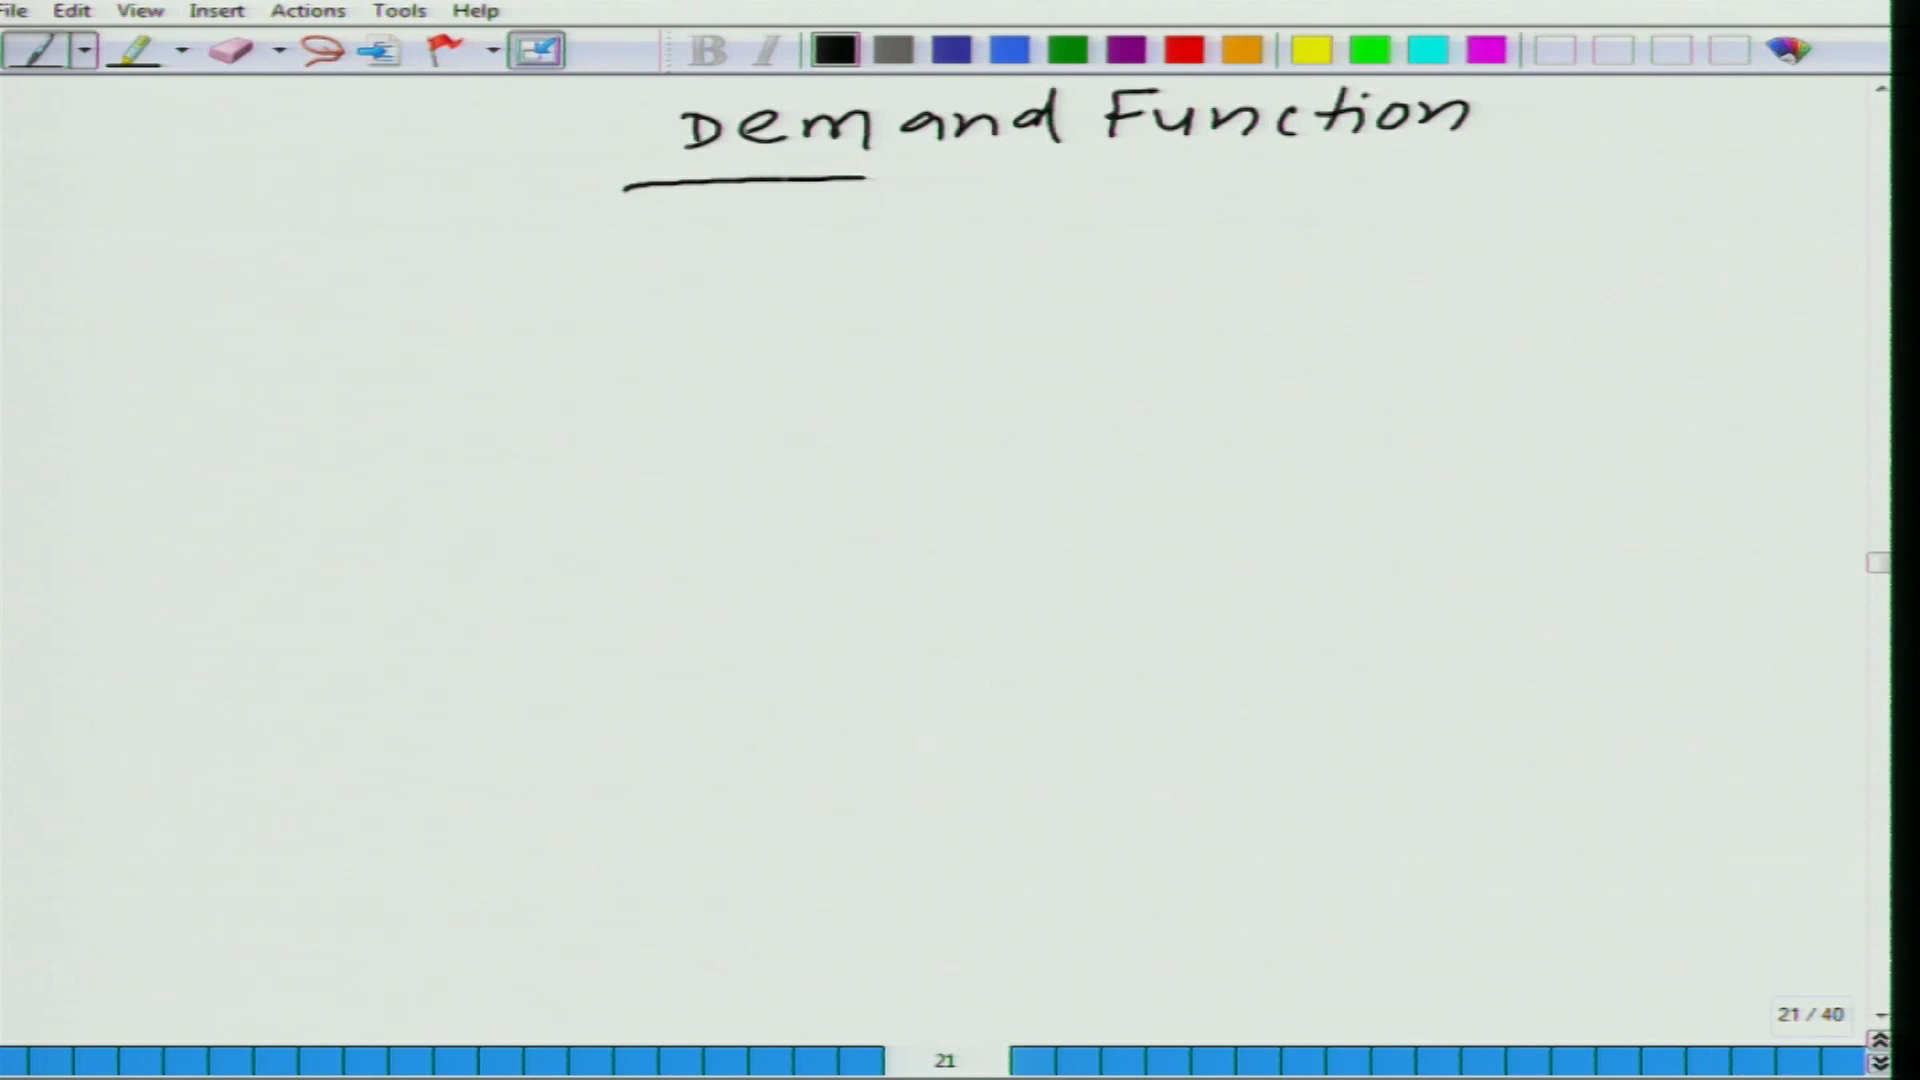 File Edit View Insert Actions Tools Help
B I
Demand Function
21 / 40
21